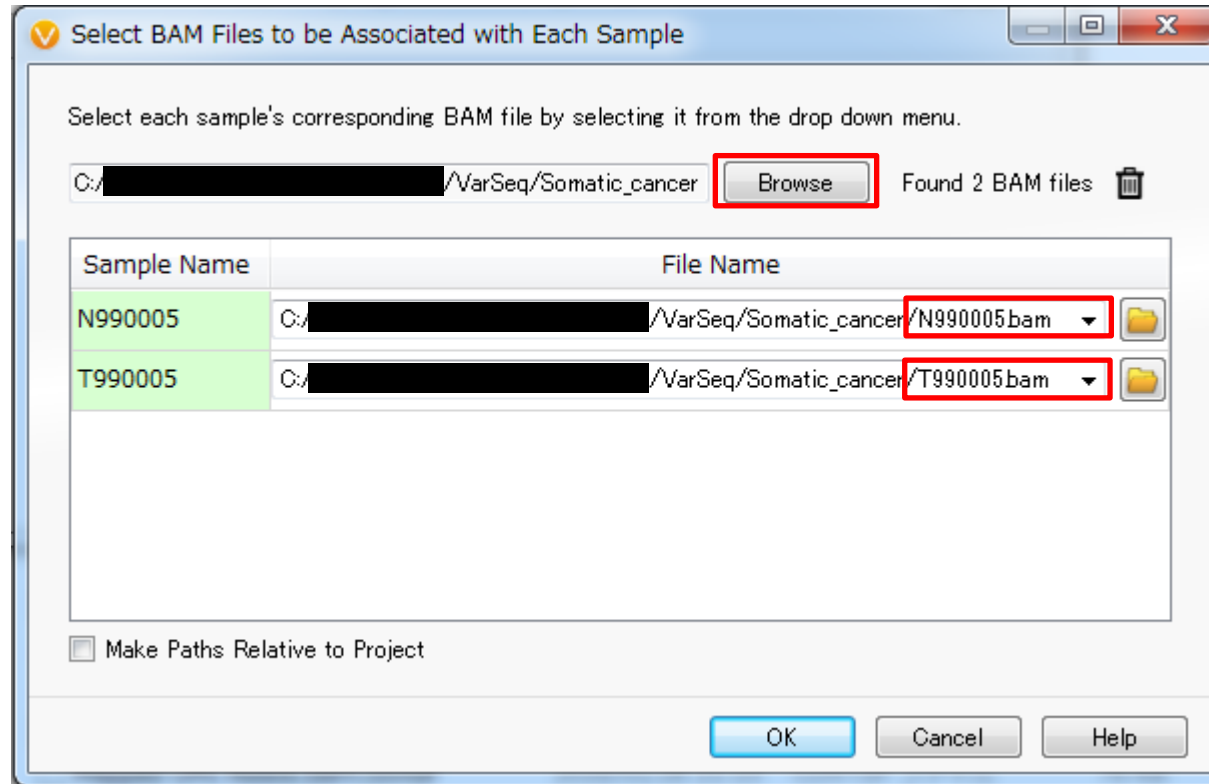 Select BAM Files to be Associated with Each Sample
Select each sample's corresponding BAM file by selecting it from the drop down menu.
C:/ /VarSeq/Somatic_cancer Browse Found 2 BAM files
Sample Name File Name
N990005 C:/ /VarSeq/Somatic_cancer/N990005.bam
T990005 C:/ /VarSeq/Somatic_cancer/T990005.bam
Make Paths Relative to Project
OK Cancel Help